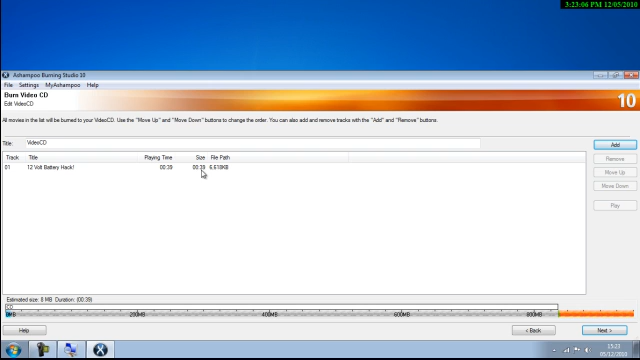 3:23:06 PM 12/05/2010
Ashampoo Burning Studio 10
File Settings MyAshampoo Help
Burn Video CD
Edit VideoCD
10
All movies in the list will be burned to your VideoCD. Use the "Move Up" and "Move Down" buttons to change the order. You can also add and remove tracks with the "Add" and "Remove" buttons.
Title: VideoCD
Add
Track Title Playing Time Size File Path
Remove
01 12 Volt Battery Hack! 00:39 00:39 6,618KB
Move Up
Move Down
Play
Estimated size: 8 MB Duration: (00:39)
CD
0MB 200MB 400MB 600MB 800MB
Help < Back Next >
15:23
05/12/2010